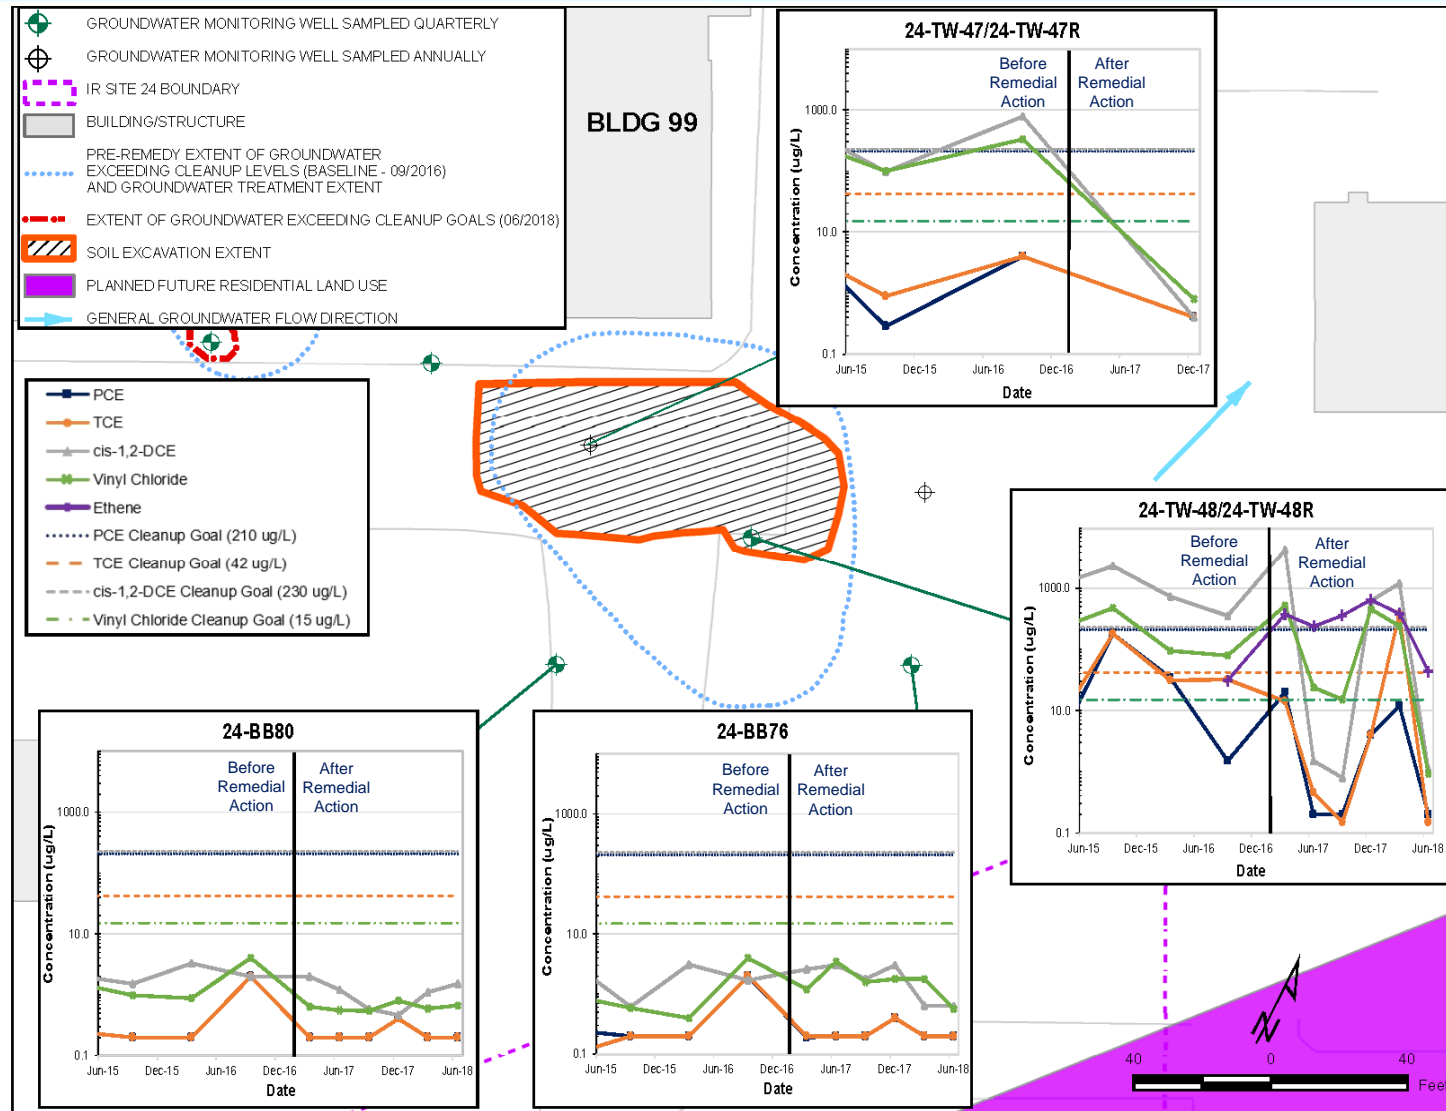 GROUNDWATER MONITORING WELL SAMPLED QUARTERLY
GROUNDWATER MONITORING WELL SAMPLED ANNUALLY
IR SITE 24 BOUNDARY
BUILDING/STRUCTURE
PRE-REMEDY EXTENT OF GROUNDWATER
EXCEEDING CLEANUP LEVELS (BASELINE - 09/2016)
AND GROUNDWATER TREATMENT EXTENT
EXTENT OF GROUNDWATER EXCEEDING CLEANUP GOALS (06/2018)
SOIL EXCAVATION EXTENT
PLANNED FUTURE RESIDENTIAL LAND USE
GENERAL GROUNDWATER FLOW DIRECTION
BLDG 99
24-TW-47/24-TW-47R
Before
Remedial
Action
After
Remedial
Action
Concentration (ug/L)
1000.0
10.0
0.1
Jun-15 Dec-15 Jun-16 Dec-16 Jun-17 Dec-17
Date
PCE
TCE
cis-1,2-DCE
Vinyl Chloride
Ethene
PCE Cleanup Goal (210 ug/L)
TCE Cleanup Goal (42 ug/L)
cis-1,2-DCE Cleanup Goal (230 ug/L)
Vinyl Chloride Cleanup Goal (15 ug/L)
24-TW-48/24-TW-48R
Before
Remedial
Action
After
Remedial
Action
Concentration (ug/L)
1000.0
10.0
0.1
Jun-15 Dec-15 Jun-16 Dec-16 Jun-17 Dec-17 Jun-18
Date
24-BB80
Before
Remedial
Action
After
Remedial
Action
Concentration (ug/L)
1000.0
10.0
0.1
Jun-15 Dec-15 Jun-16 Dec-16 Jun-17 Dec-17 Jun-18
Date
24-BB76
Before
Remedial
Action
After
Remedial
Action
Concentration (ug/L)
1000.0
10.0
0.1
Jun-15 Dec-15 Jun-16 Dec-16 Jun-17 Dec-17 Jun-18
Date
N
40 0 40
Feet